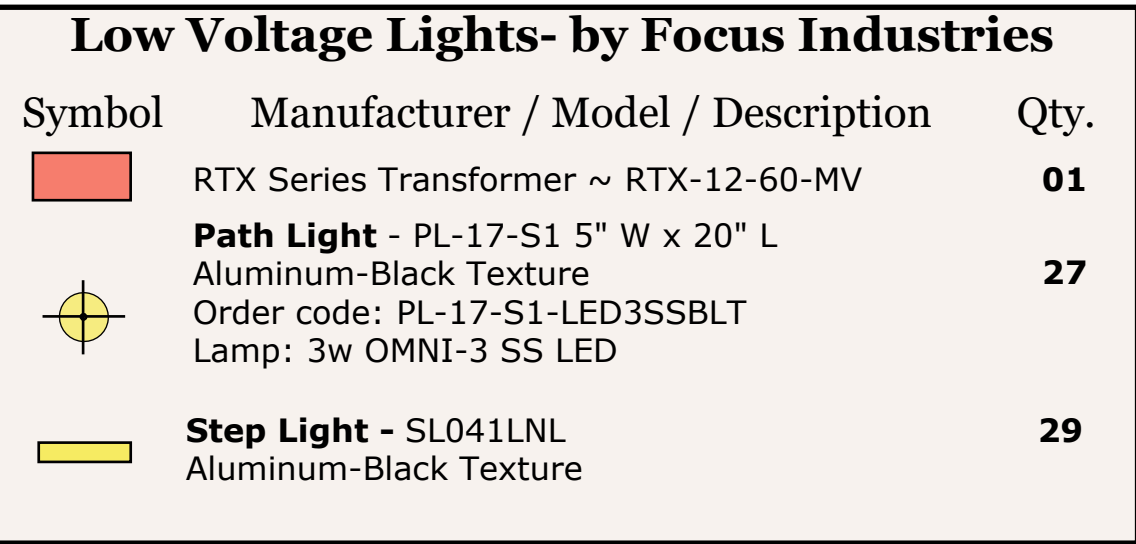 Low Voltage Lights- by Focus Industries
Symbol Manufacturer / Model / Description Qty.
RTX Series Transformer ~ RTX-12-60-MV 01
Path Light - PL-17-S1 5" W x 20" L
Aluminum-Black Texture 27
Order code: PL-17-S1-LED3SSBLT
Lamp: 3w OMNI-3 SS LED
Step Light - SL041LNL 29
Aluminum-Black Texture